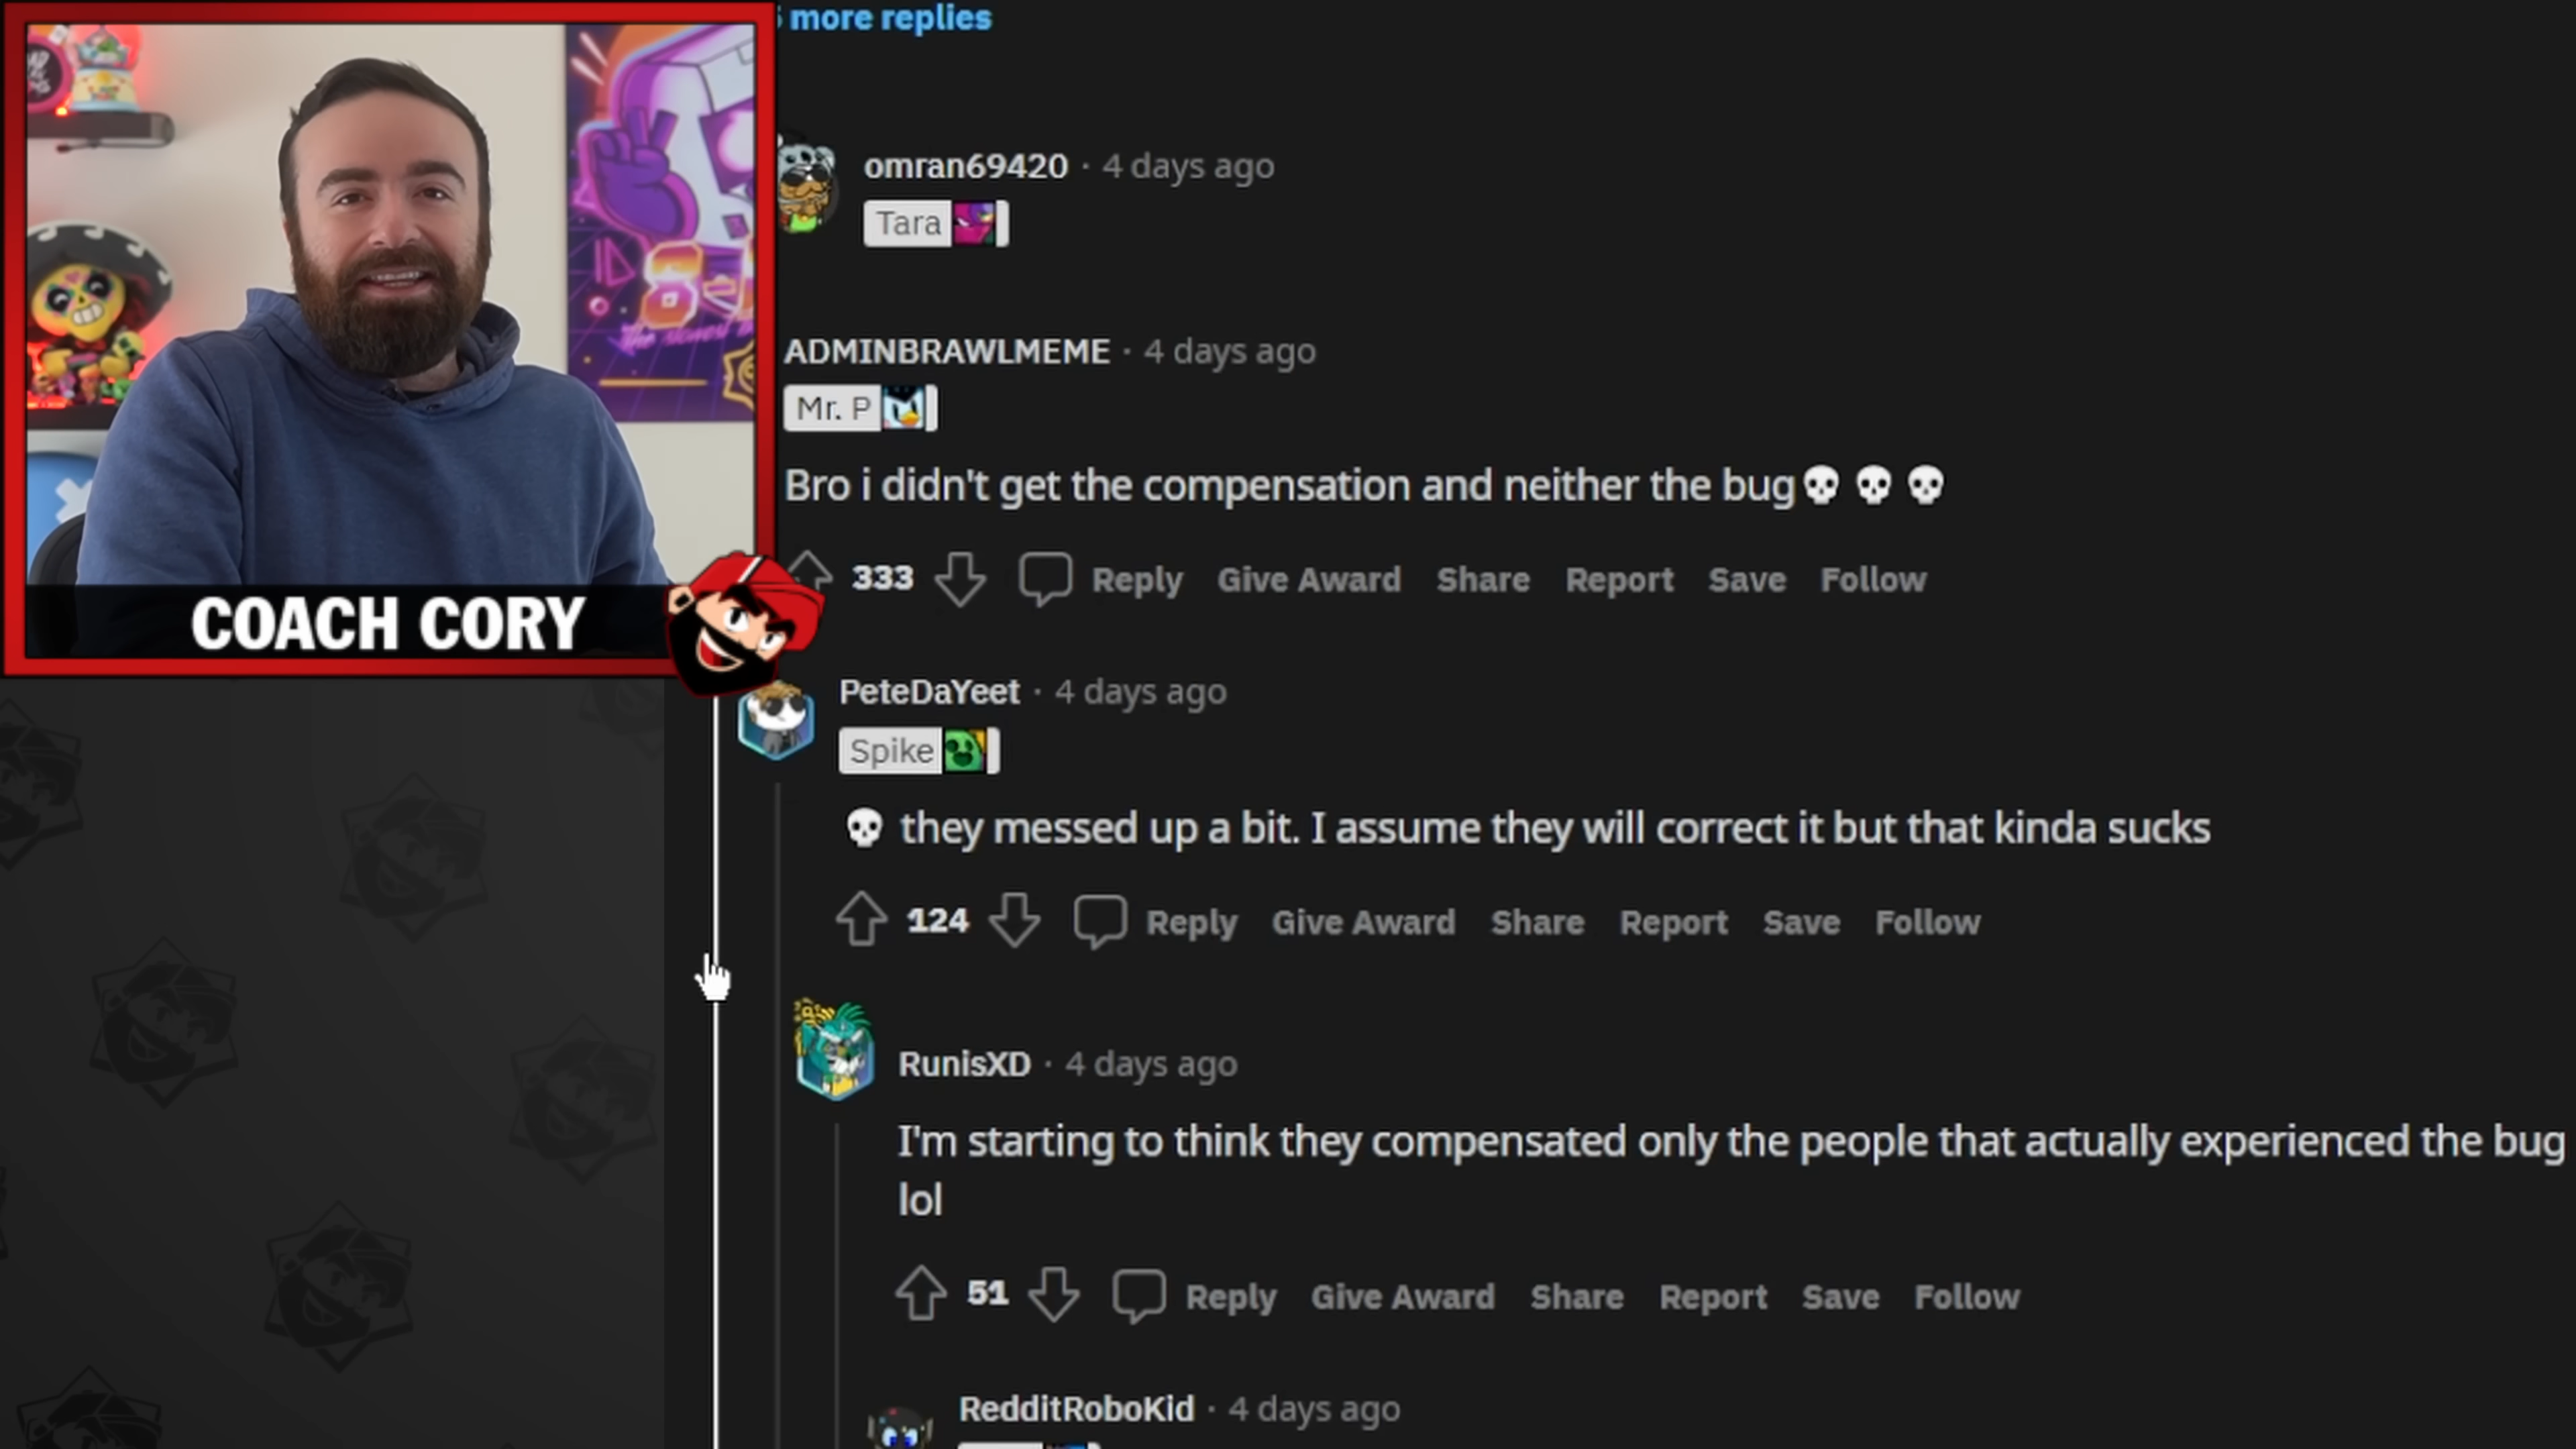 more replies
omran69420 · 4 days ago
Tara
ADMINBRAWLMEME · 4 days ago
Mr. P
Bro i didn't get the compensation and neither the bug💀💀💀
333 Reply Give Award Share Report Save Follow
COACH CORY
PeteDaYeet · 4 days ago
Spike
💀 they messed up a bit. I assume they will correct it but that kinda sucks
124 Reply Give Award Share Report Save Follow
RunisXD · 4 days ago
I'm starting to think they compensated only the people that actually experienced the bug
lol
51 Reply Give Award Share Report Save Follow
RedditRoboKid · 4 days ago